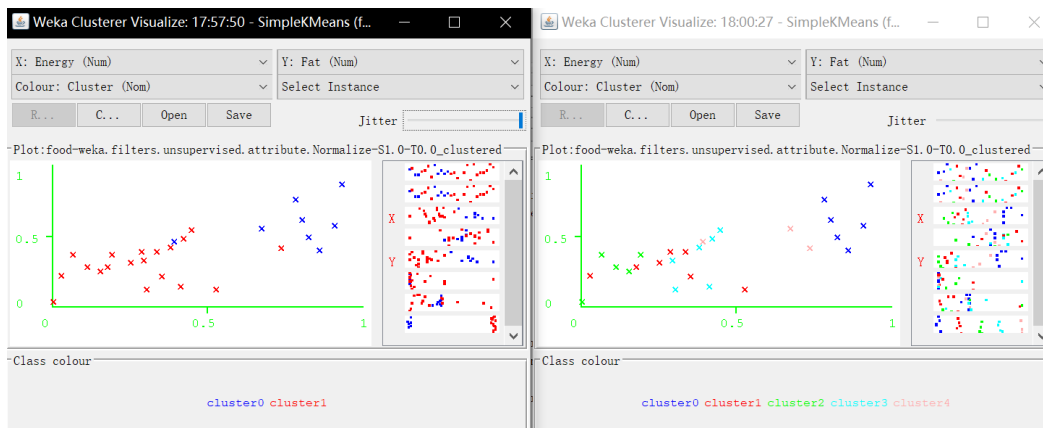 Weka Clusterer Visualize: 17:57:50 - SimpleKMeans (f...
X: Energy (Num)
Y: Fat (Num)
Colour: Cluster (Nom)
Select Instance
R...
C...
Open
Save
Jitter
Plot:food-weka.filters.unsupervised.attribute.Normalize-S1.0-T0.0_clustered
1
0.5
0
0
0.5
1
X
Y
Class colour
cluster0 cluster1
Weka Clusterer Visualize: 18:00:27 - SimpleKMeans (f...
X: Energy (Num)
Y: Fat (Num)
Colour: Cluster (Nom)
Select Instance
R...
C...
Open
Save
Jitter
Plot:food-weka.filters.unsupervised.attribute.Normalize-S1.0-T0.0_clustered
1
0.5
0
0
0.5
1
X
Y
Class colour
cluster0 cluster1 cluster2 cluster3 cluster4